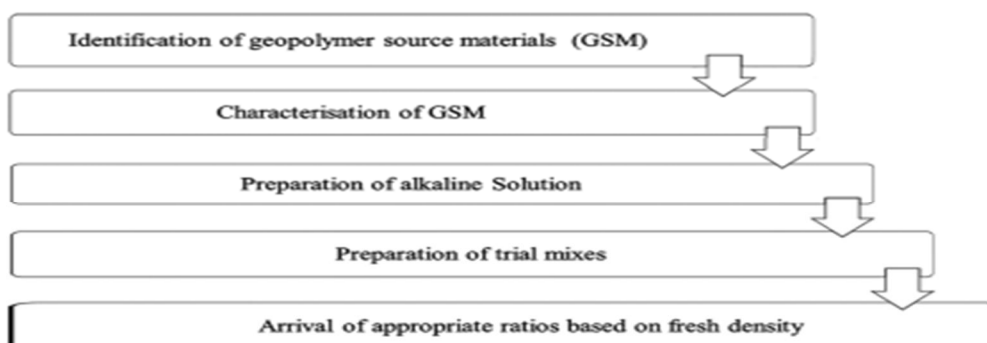 Identification of geopolymer source materials (GSM)
Characterisation of GSM
Preparation of alkaline Solution
Preparation of trial mixes
Arrival of appropriate ratios based on fresh density